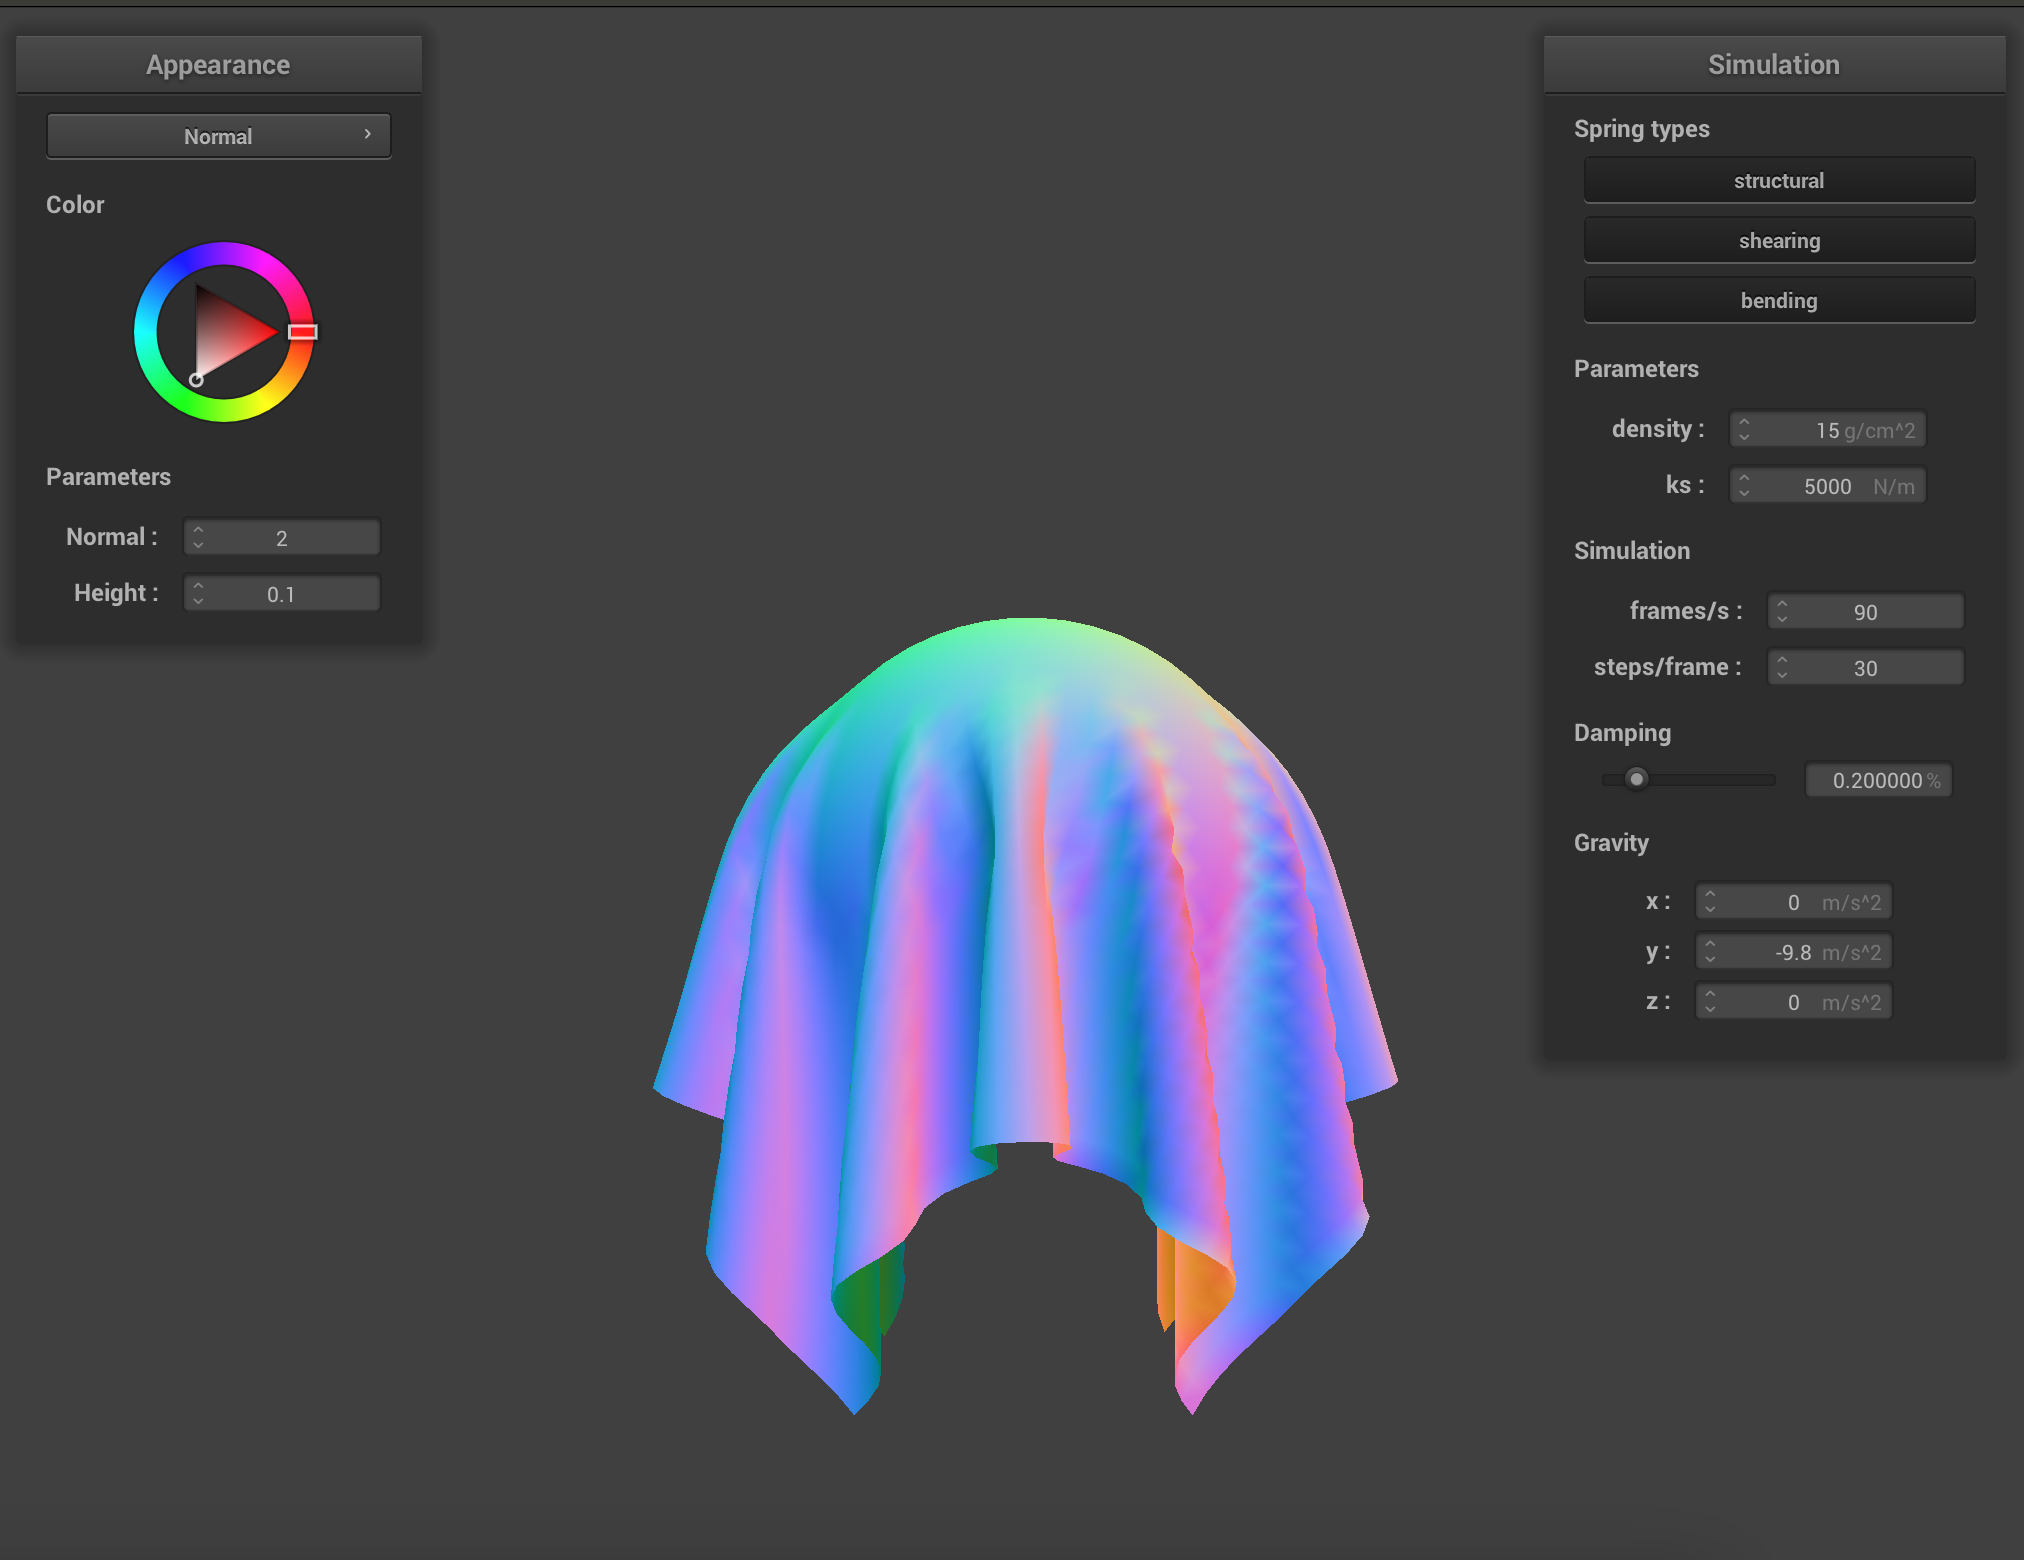 Appearance
Normal
Color
Parameters
Normal : 2
Height : 0.1
Simulation
Spring types
structural
shearing
bending
Parameters
density : 15 g/cm^2
ks : 5000 N/m
Simulation
frames/s : 90
steps/frame : 30
Damping
0.200000 %
Gravity
x : 0 m/s^2
y : -9.8 m/s^2
z : 0 m/s^2